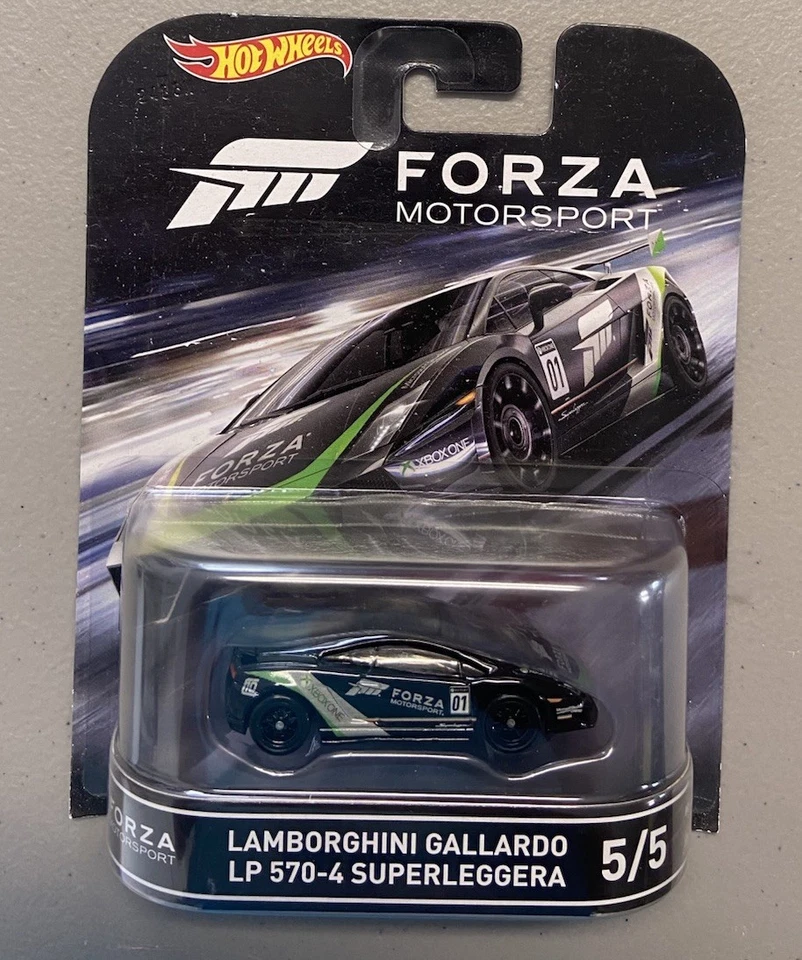 HOT WHEELS
FORZA
MOTORSPORT
FORZA
01
FORZA
MOTORSPORT
XBOX ONE
XBOX ONE
FORZA
MOTORSPORT
01
FORZA
MOTORSPORT
LAMBORGHINI GALLARDO
LP 570-4 SUPERLEGGERA
5/5